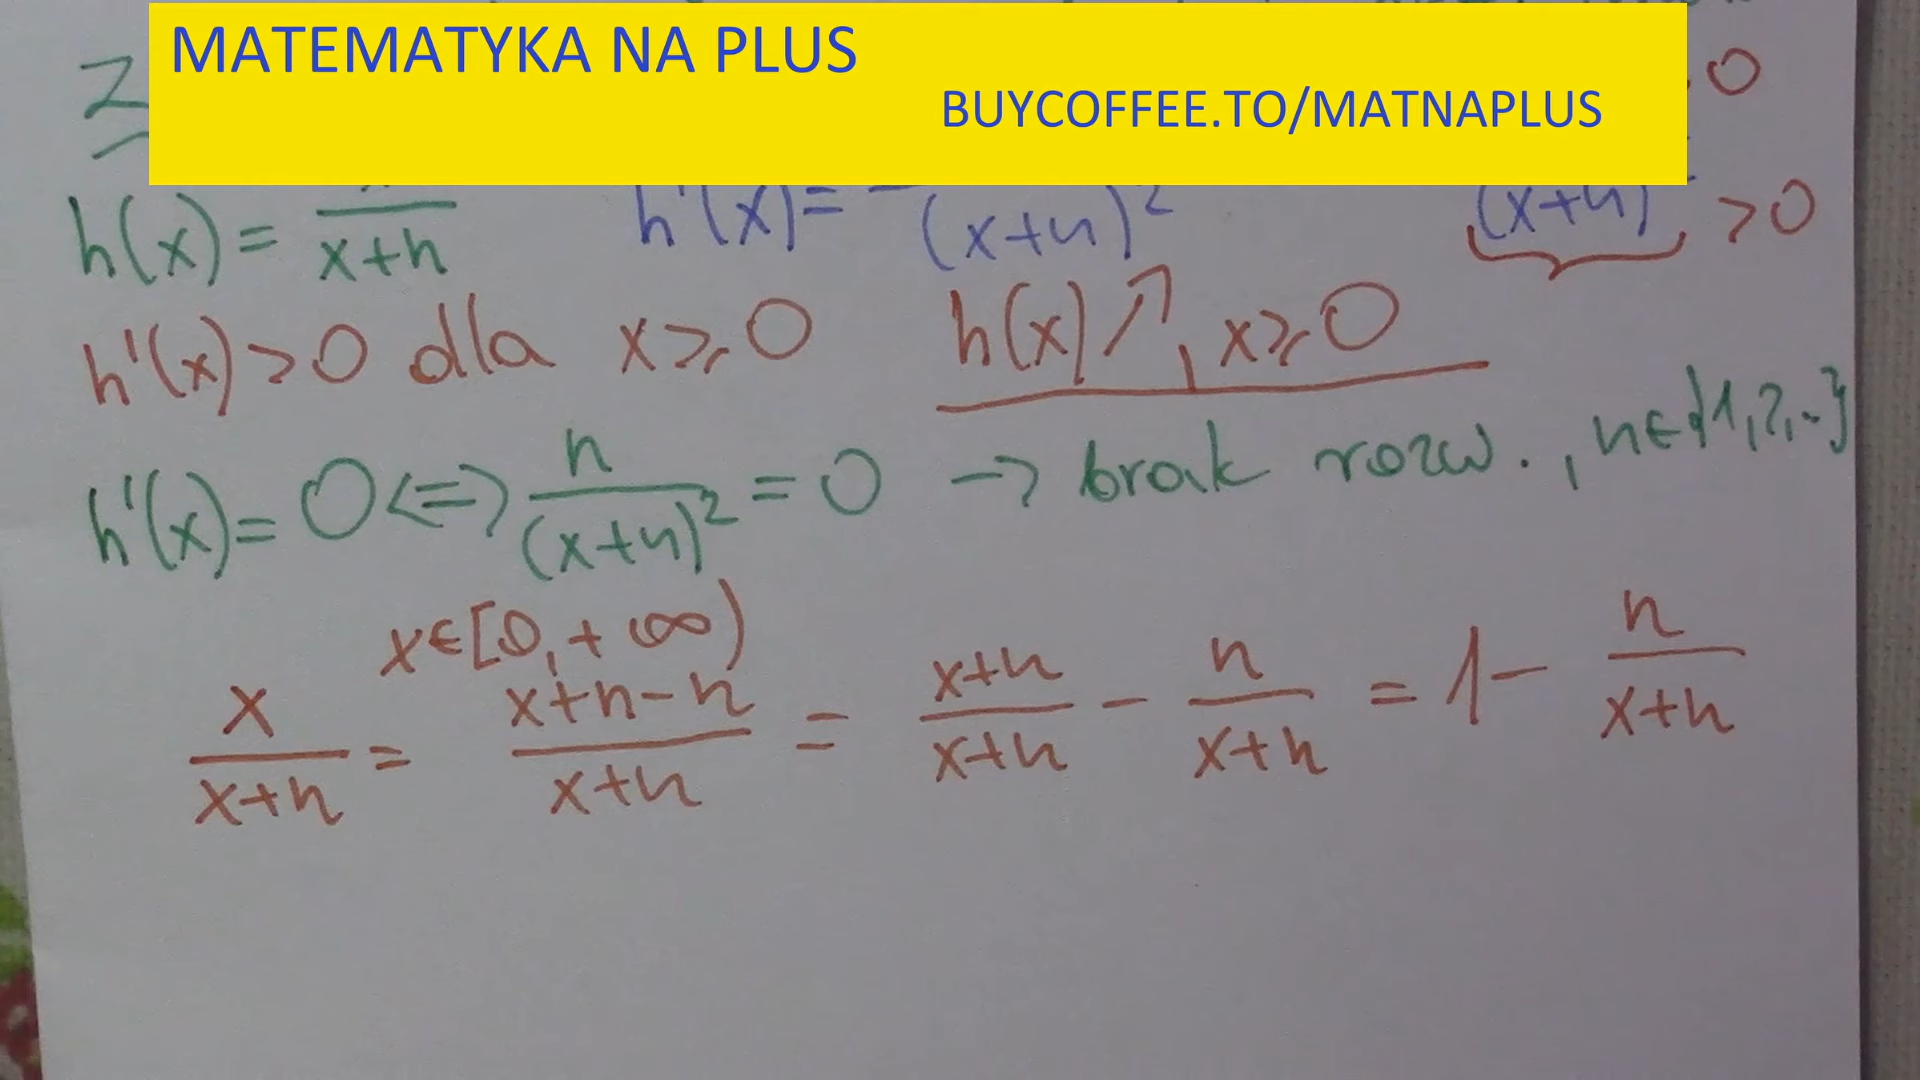 MATEMATYKA NA PLUS
BUYCOFFEE.TO/MATNAPLUS
Z 0
h(x) = / x+n h'(x) = / (x+n)² (x+n) > 0
h'(x) > 0 dla x ≥ 0 h(x) ↗, x ≥ 0
h'(x) = 0 <=> n/(x+n)² = 0 -> brak rozw., n∈{1,2,..}
x∈[0,+∞)
x/(x+n) = (x+n-n)/(x+n) = (x+n)/(x+n) - n/(x+n) = 1 - n/(x+n)